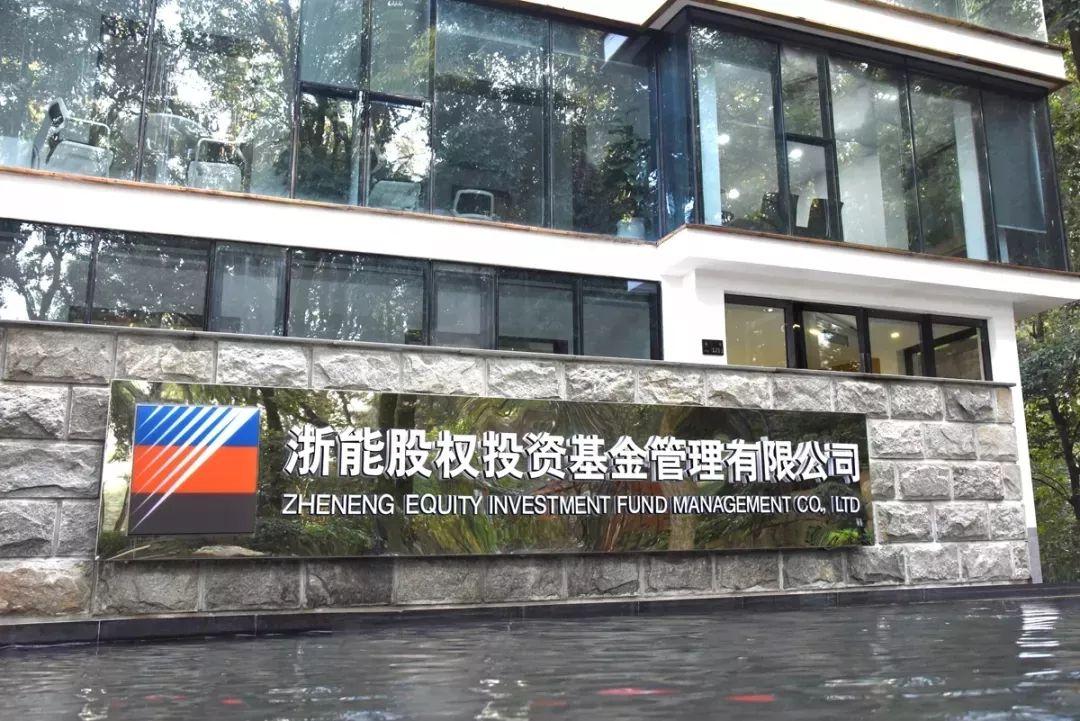 浙能股权投资基金管理有限公司
ZHENENG EQUITY INVESTMENT FUND MANAGEMENT CO., LTD